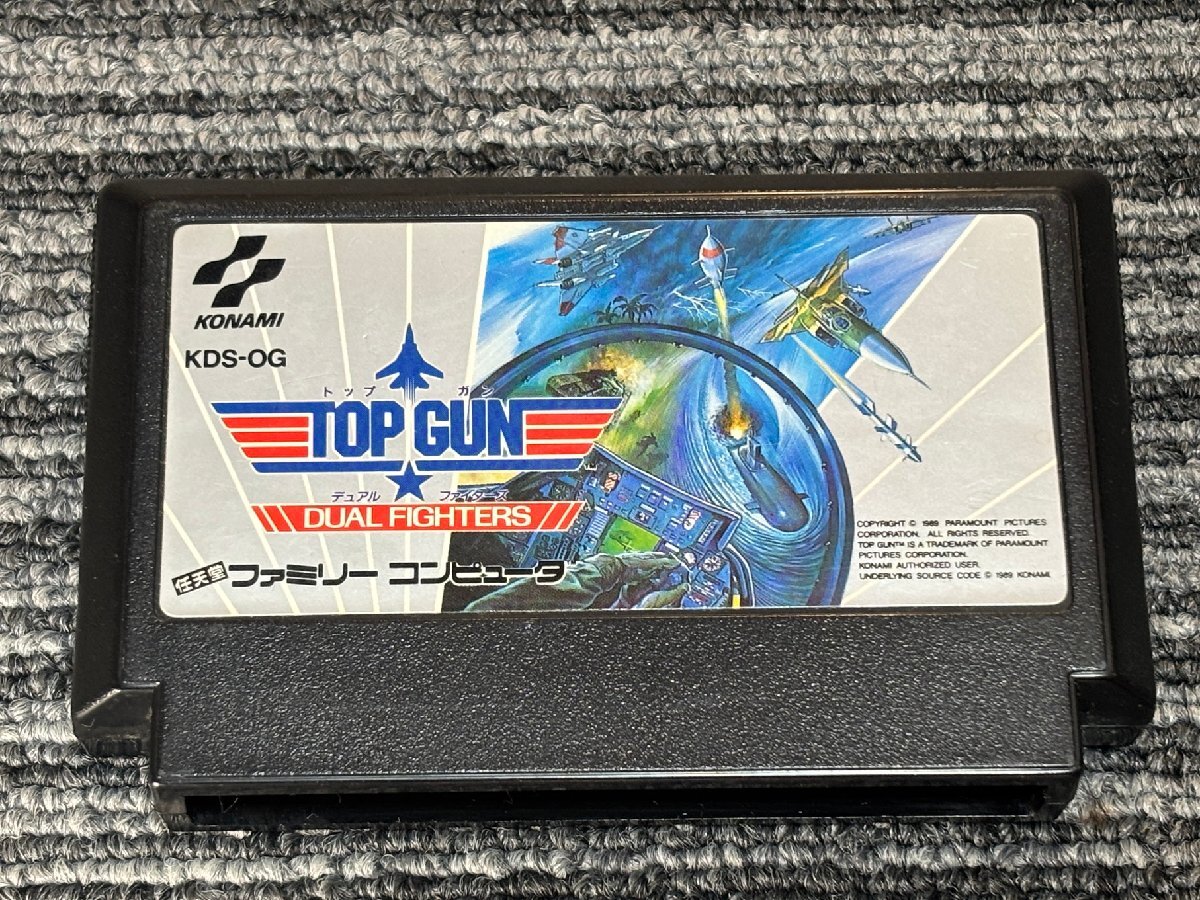 KONAMI
KDS-OG
トップ ガン
TOP GUN
デュアル ファイターズ
DUAL FIGHTERS
任天堂 ファミリー コンピュータ
COPYRIGHT © 1989 PARAMOUNT PICTURES
CORPORATION. ALL RIGHTS RESERVED.
TOP GUN™ IS A TRADEMARK OF PARAMOUNT
PICTURES CORPORATION.
KONAMI AUTHORIZED USER.
UNDERLYING SOURCE CODE © 1989 KONAMI.